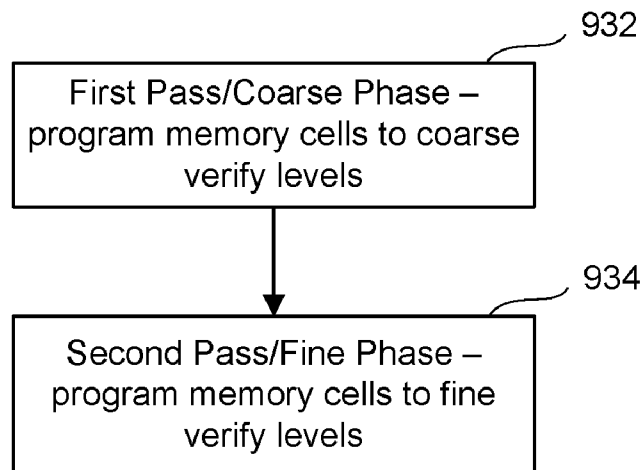 932
First Pass/Coarse Phase –
program memory cells to coarse
verify levels
934
Second Pass/Fine Phase –
program memory cells to fine
verify levels